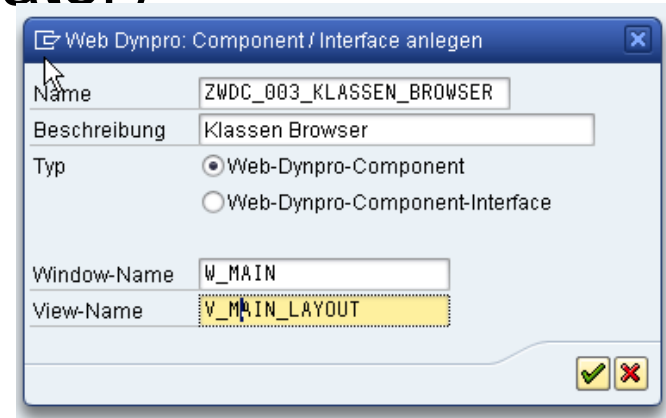 Web Dynpro: Component / Interface anlegen
Name ZWDC_003_KLASSEN_BROWSER
Beschreibung Klassen Browser
Typ Web-Dynpro-Component
Web-Dynpro-Component-Interface
Window-Name W_MAIN
View-Name V_MAIN_LAYOUT